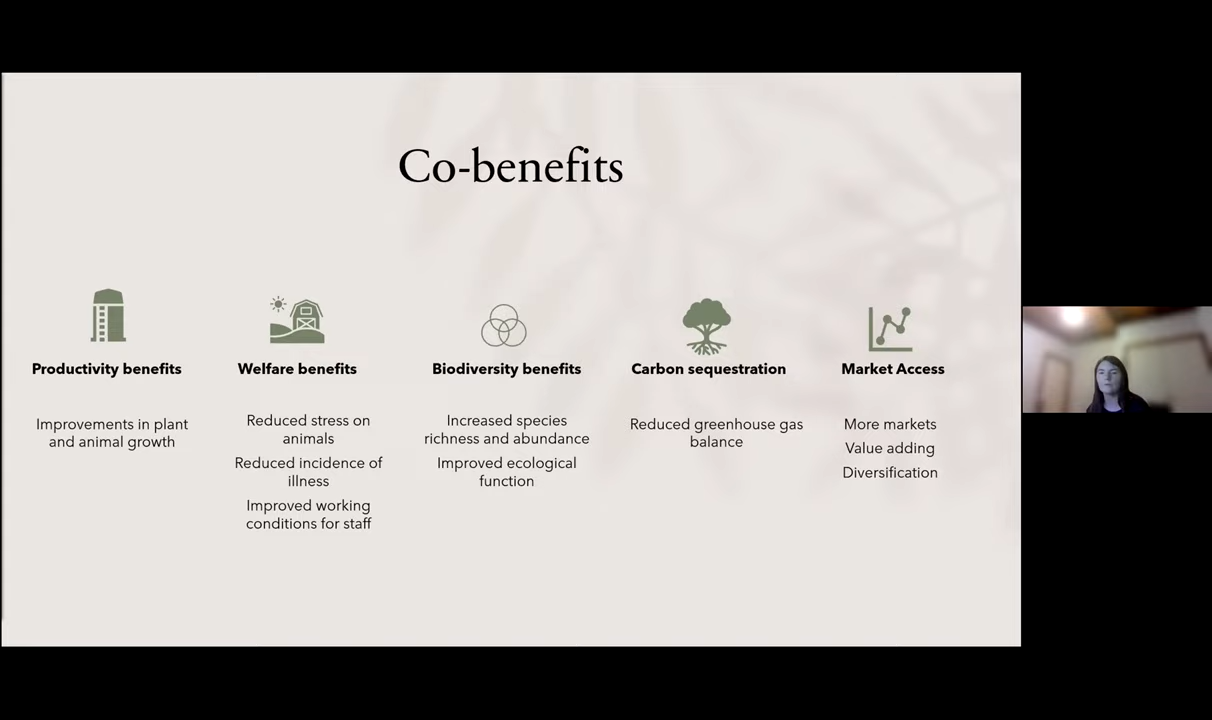 Co-benefits
Productivity benefits
Improvements in plant
and animal growth
Welfare benefits
Reduced stress on
animals
Reduced incidence of
illness
Improved working
conditions for staff
Biodiversity benefits
Increased species
richness and abundance
Improved ecological
function
Carbon sequestration
Reduced greenhouse gas
balance
Market Access
More markets
Value adding
Diversification